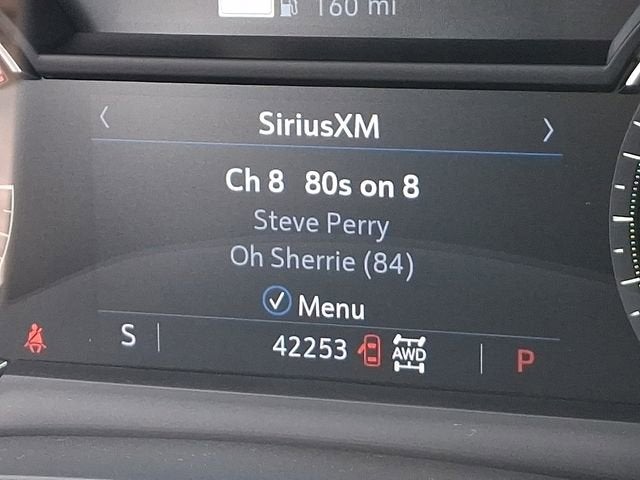 160 mi
SiriusXM
Ch 8 80s on 8
Steve Perry
Oh Sherrie (84)
Menu
S 42253 AWD P